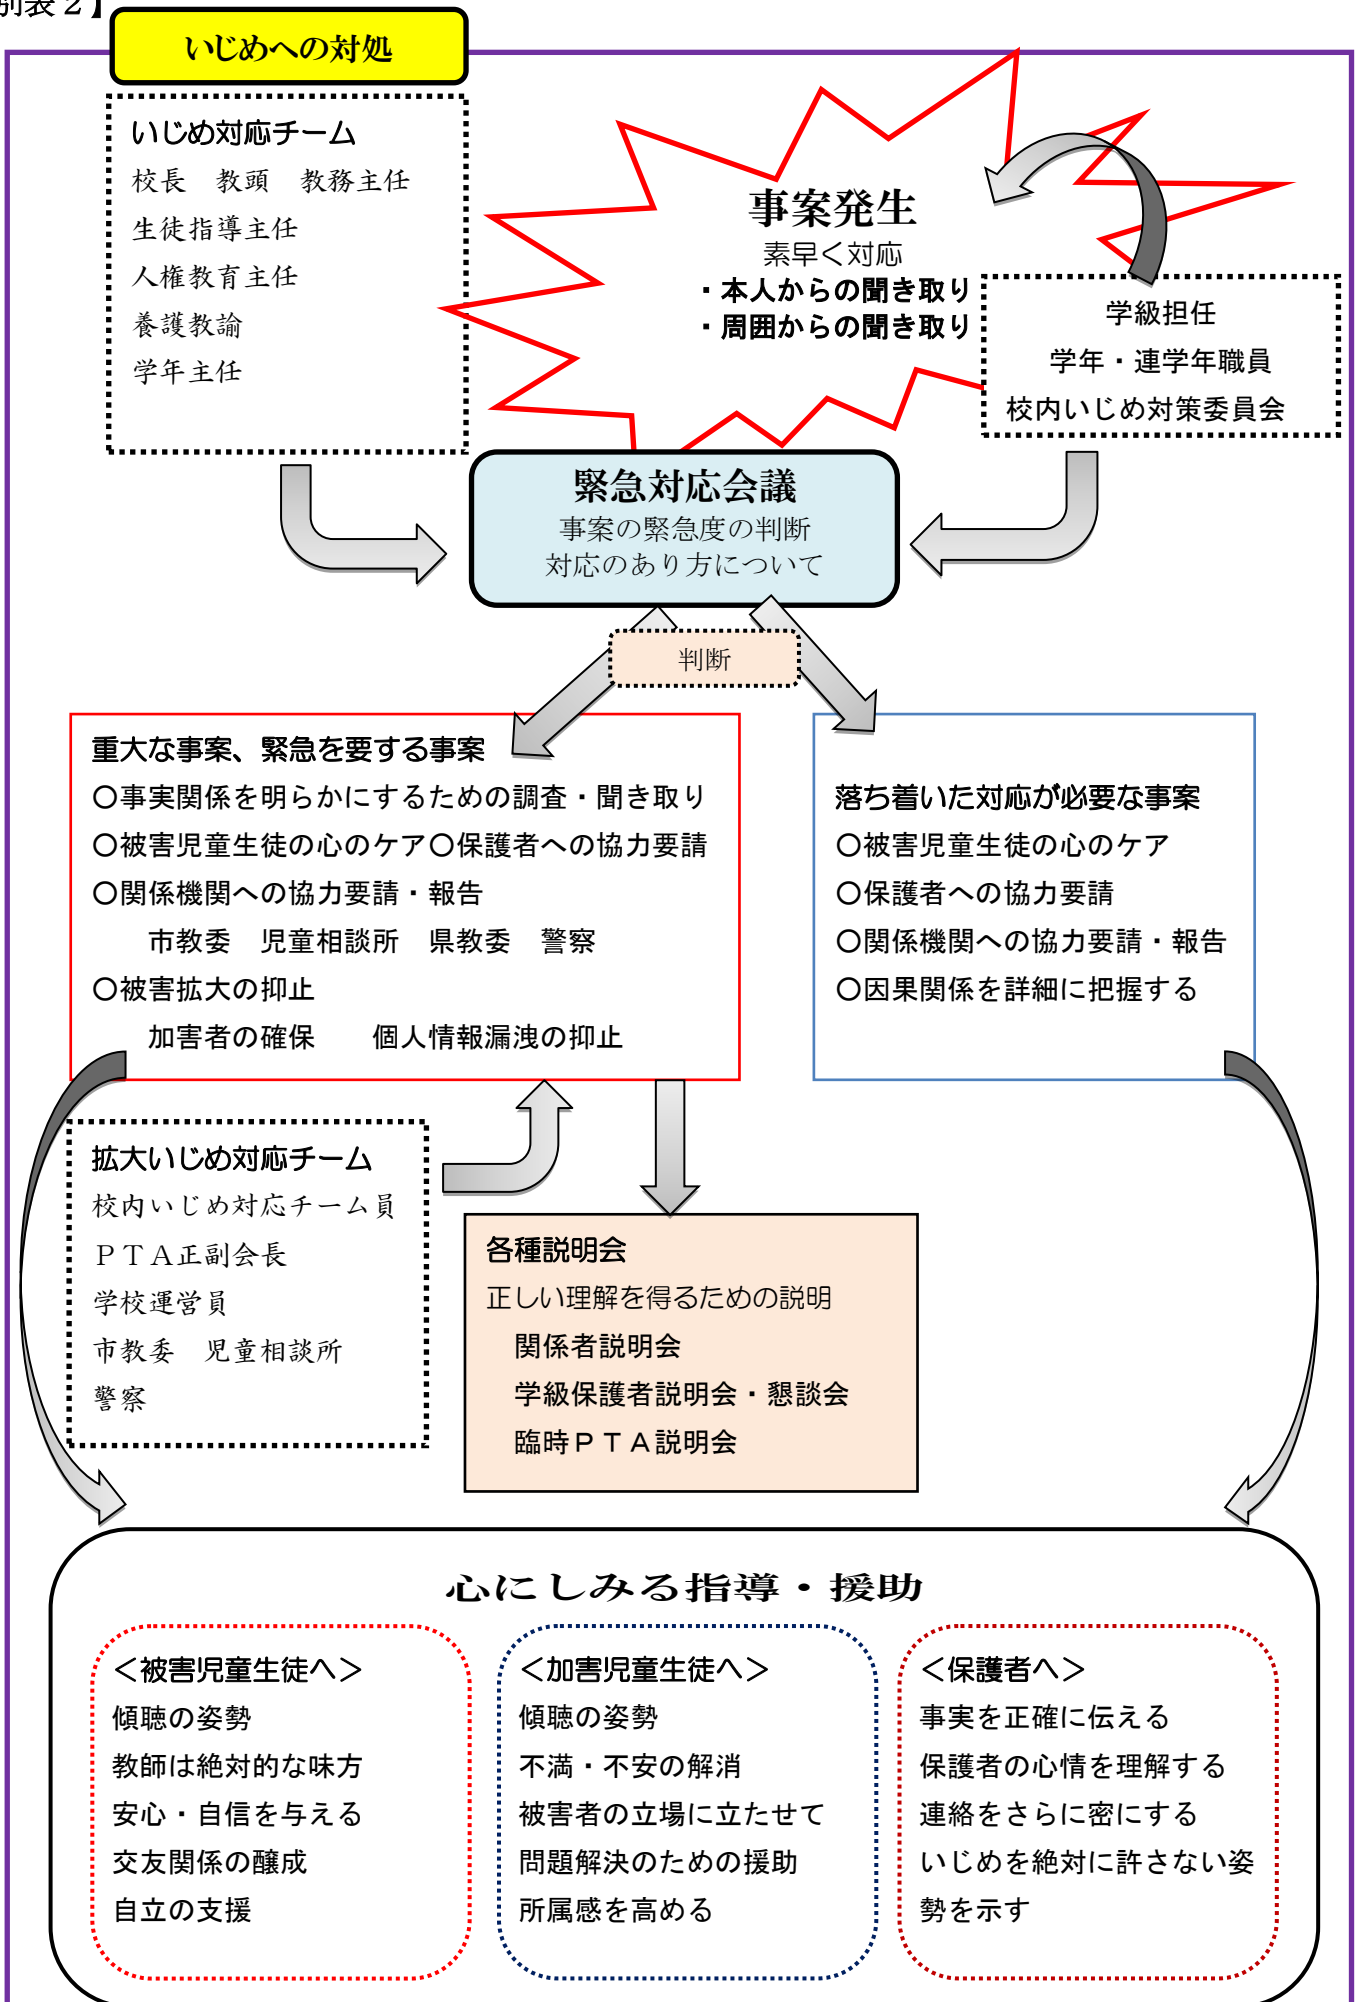 別表２】
いじめへの対処
いじめ対応チーム
校長　教頭　教務主任
生徒指導主任
人権教育主任
養護教諭
学年主任
事案発生
素早く対応
・本人からの聞き取り
・周囲からの聞き取り
学級担任
学年・連学年職員
校内いじめ対策委員会
緊急対応会議
事案の緊急度の判断
対応のあり方について
判断
重大な事案、緊急を要する事案
〇事実関係を明らかにするための調査・聞き取り
〇被害児童生徒の心のケア〇保護者への協力要請
〇関係機関への協力要請・報告
市教委　児童相談所　県教委　警察
〇被害拡大の抑止
加害者の確保　　個人情報漏洩の抑止
落ち着いた対応が必要な事案
〇被害児童生徒の心のケア
〇保護者への協力要請
〇関係機関への協力要請・報告
〇因果関係を詳細に把握する
拡大いじめ対応チーム
校内いじめ対応チーム員
ＰＴＡ正副会長
学校運営員
市教委　児童相談所
警察
各種説明会
正しい理解を得るための説明
関係者説明会
学級保護者説明会・懇談会
臨時ＰＴＡ説明会
心にしみる指導・援助
＜被害児童生徒へ＞
傾聴の姿勢
教師は絶対的な味方
安心・自信を与える
交友関係の醸成
自立の支援
＜加害児童生徒へ＞
傾聴の姿勢
不満・不安の解消
被害者の立場に立たせて
問題解決のための援助
所属感を高める
＜保護者へ＞
事実を正確に伝える
保護者の心情を理解する
連絡をさらに密にする
いじめを絶対に許さない姿
勢を示す